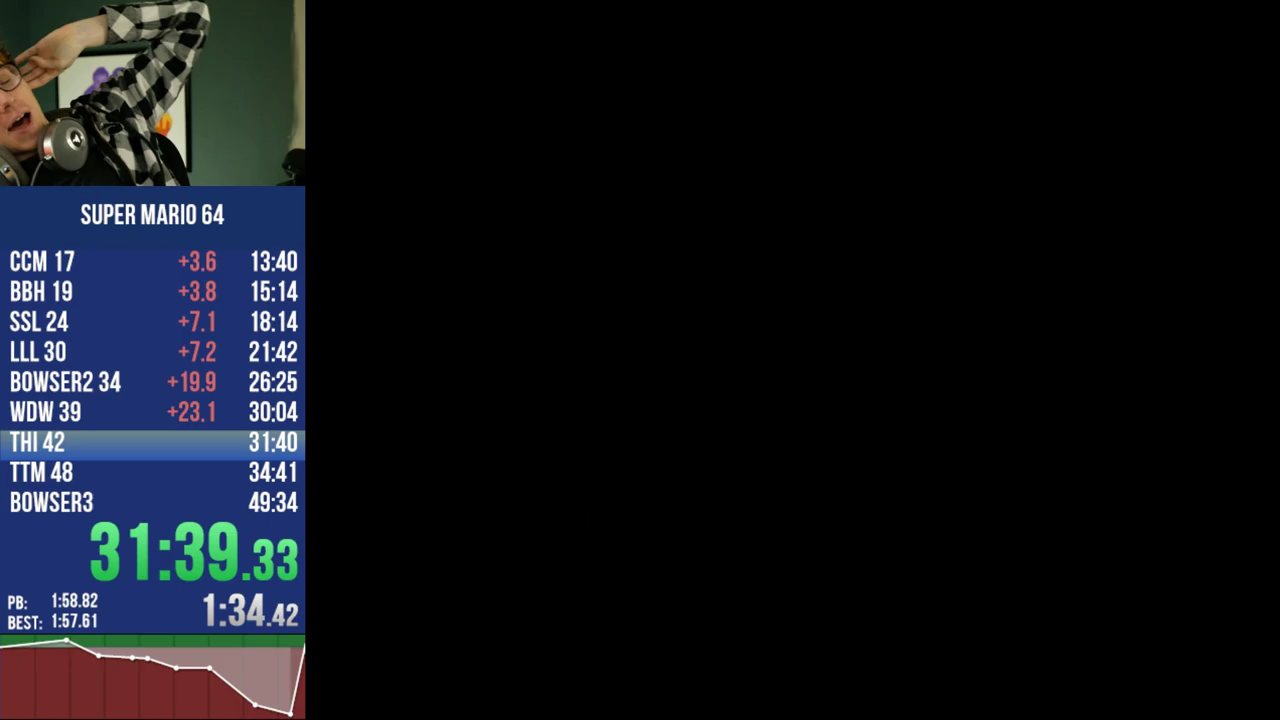 SUPER MARIO 64
CCM 17 +3.6 13:40
BBH 19 +3.8 15:14
SSL 24 +7.1 18:14
LLL 30 +7.2 21:42
BOWSER2 34 +19.9 26:25
WDW 39 +23.1 30:04
THI 42 31:40
TTM 48 34:41
BOWSER3 49:34
31:39.33
PB: 1:58.82 1:34.42
BEST: 1:57.61